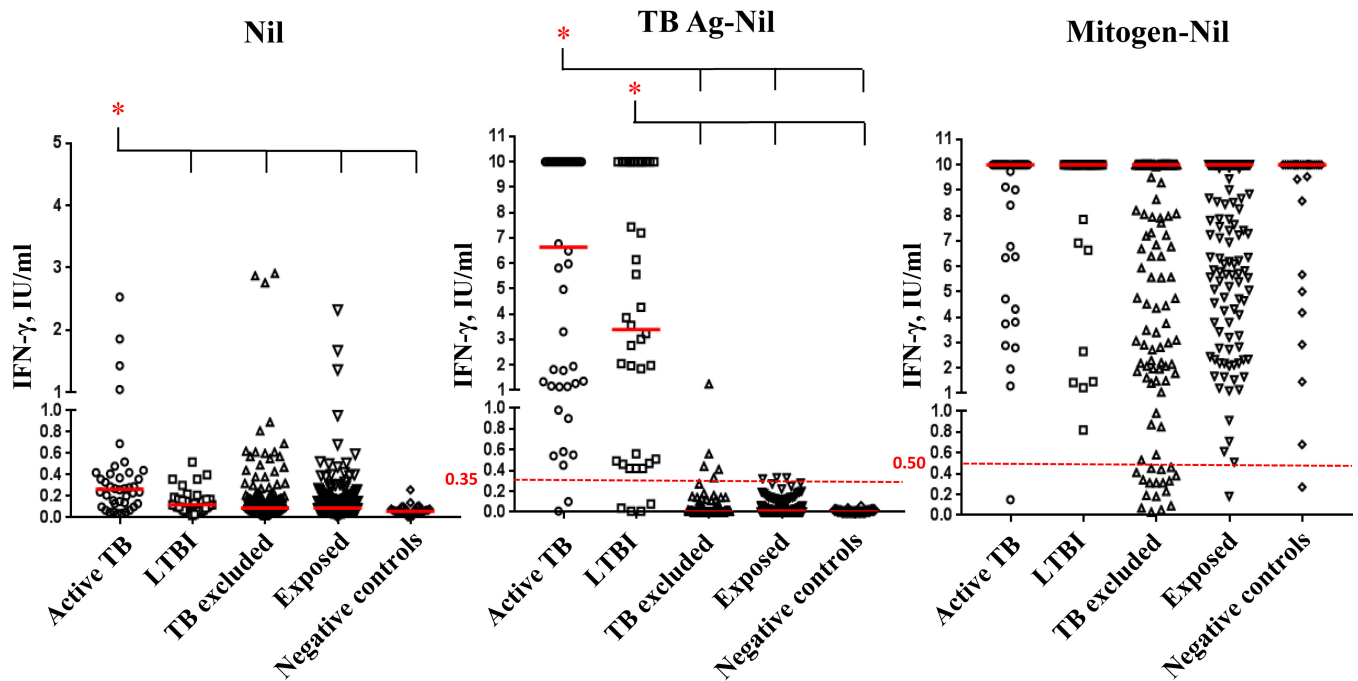 Nil
TB Ag-Nil
Mitogen-Nil
*
*
*
IFN-γ, IU/ml
5
4
3
2
1
1.0
0.8
0.6
0.4
0.2
0.0
Active TB
LTBI
TB excluded
Exposed
Negative controls
IFN-γ, IU/ml
11
10
9
8
7
6
5
4
3
2
1
1.0
0.8
0.6
0.4
0.2
0.0
0.35
Active TB
LTBI
TB excluded
Exposed
Negative controls
IFN-γ, IU/ml
11
10
9
8
7
6
5
4
3
2
1
1.0
0.8
0.6
0.4
0.2
0.0
0.50
Active TB
LTBI
TB excluded
Exposed
Negative controls